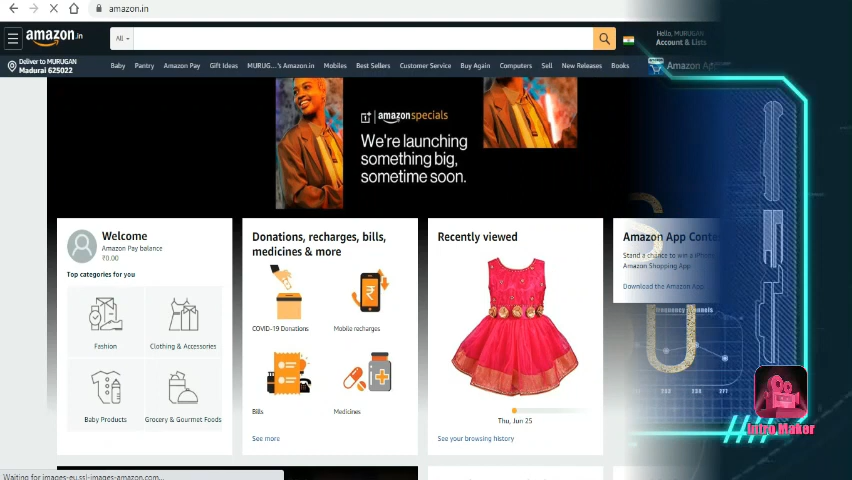 amazon.in
amazon.in
All
Hello, MURUGAN
Account & Lists
Deliver to MURUGAN
Madurai 625022
Baby Pantry Amazon Pay Gift Ideas MURUG...'s Amazon.in Mobiles Best Sellers Customer Service Buy Again Computers Sell New Releases Books
Amazon
amazonspecials
We're launching
something big,
sometime soon.
Welcome
Amazon Pay balance
₹0.00
Top categories for you
Fashion
Clothing & Accessories
Baby Products
Grocery & Gourmet Foods
Donations, recharges, bills,
medicines & more
COVID-19 Donations
Mobile recharges
Bills
Medicines
See more
Recently viewed
Thu, Jun 25
See your browsing history
Amazon App
Stand a chance to win a
Amazon Shopping App
Download the Amazon App
Intro Maker
Waiting for images-eu.ssl-images-amazon.com...